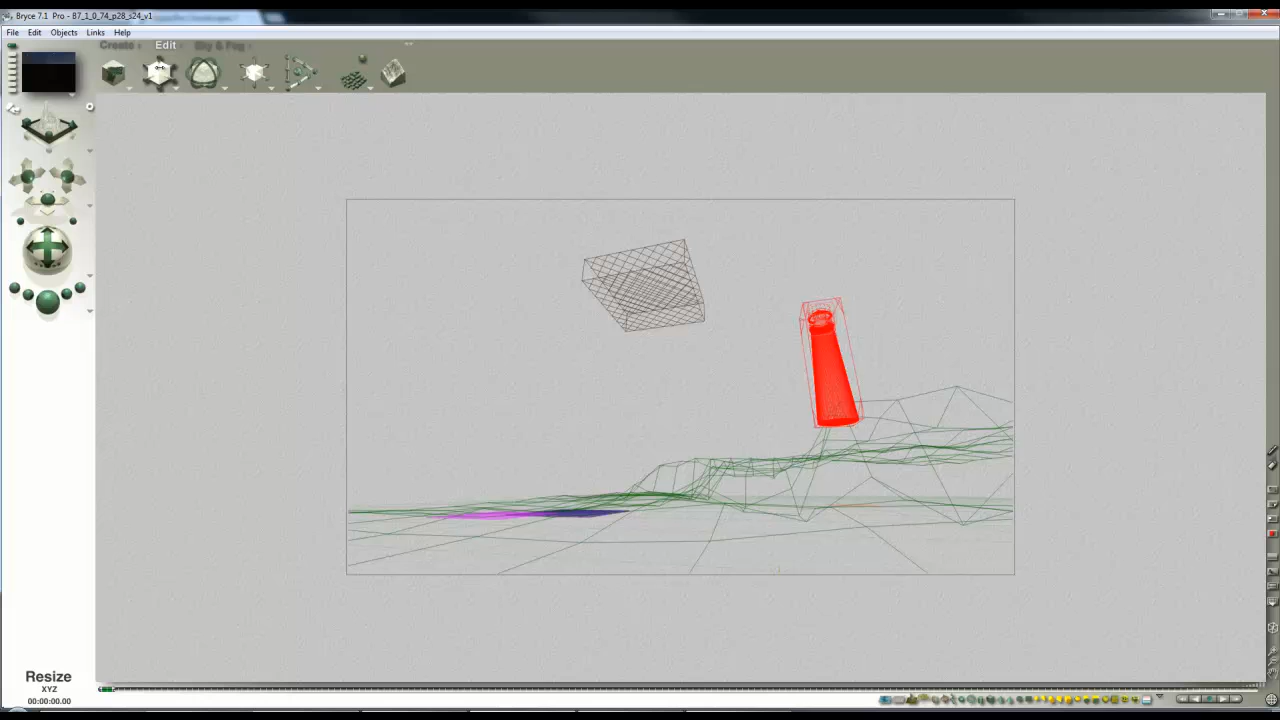 Bryce 7.1 Pro - B7_1_0_74_p28_s24_v1
File Edit Objects Links Help
Create Edit Sky & Fog
Resize
XYZ
00:00:00.00